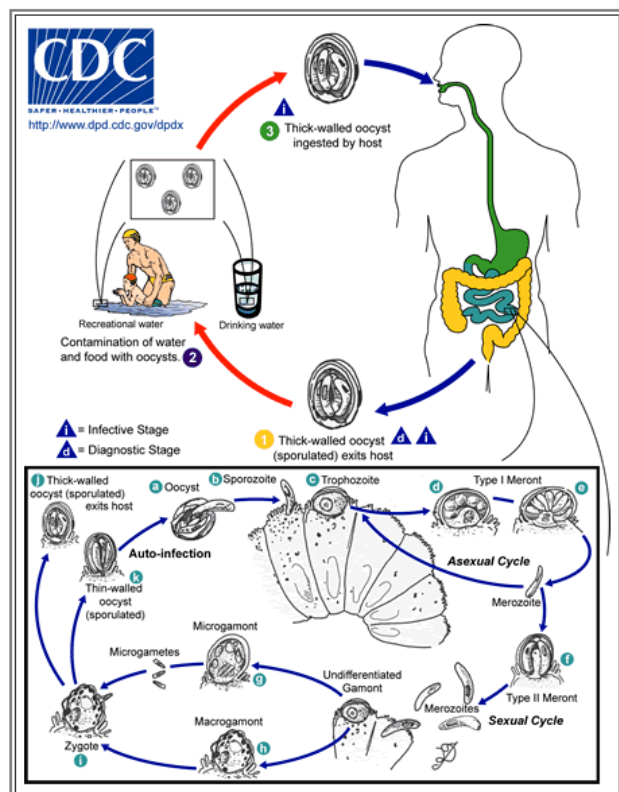 CDC
SAFER • HEALTHIER • PEOPLE™
http://www.dpd.cdc.gov/dpdx
i
3 Thick-walled oocyst
ingested by host
Recreational water
Drinking water
Contamination of water
and food with oocysts. 2
i = Infective Stage
d = Diagnostic Stage
1 Thick-walled oocyst d i
(sporulated) exits host
j Thick-walled
oocyst (sporulated)
exits host
a Oocyst
b Sporozoite
c Trophozoite
d
Type I Meront
e
Auto-infection
k
Thin-walled
oocyst
(sporulated)
Asexual Cycle
Merozoite
f
Type II Meront
Microgamont
g
Microgametes
Undifferentiated
Gamont
Merozoites
Sexual Cycle
Macrogamont
h
Zygote
i